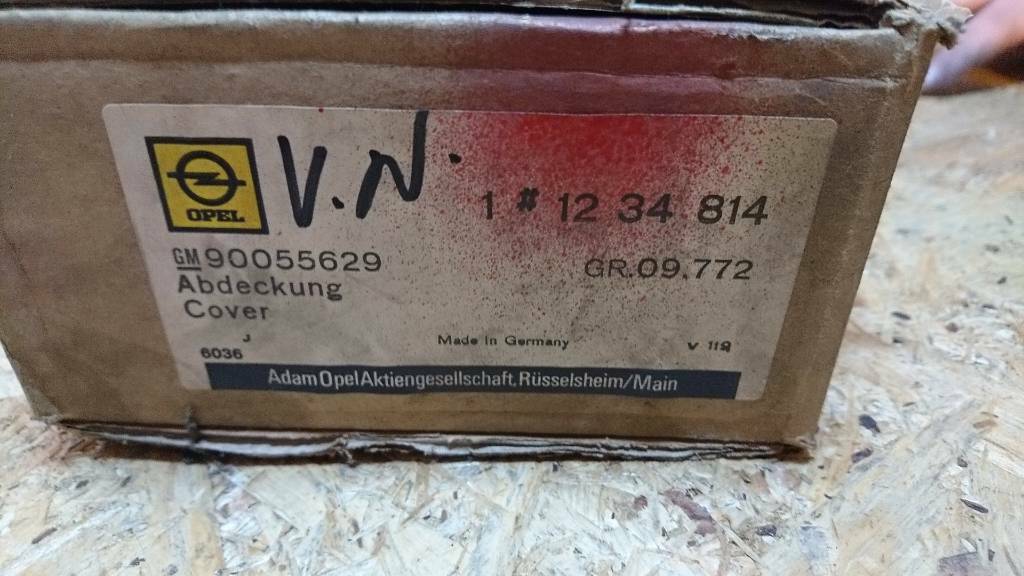 OPEL
V.N.
1 # 12 34 814
GM 90055629
GR.09.772
Abdeckung
Cover
J
6036
Made in Germany
v 119
Adam Opel Aktiengesellschaft, Rüsselsheim/Main